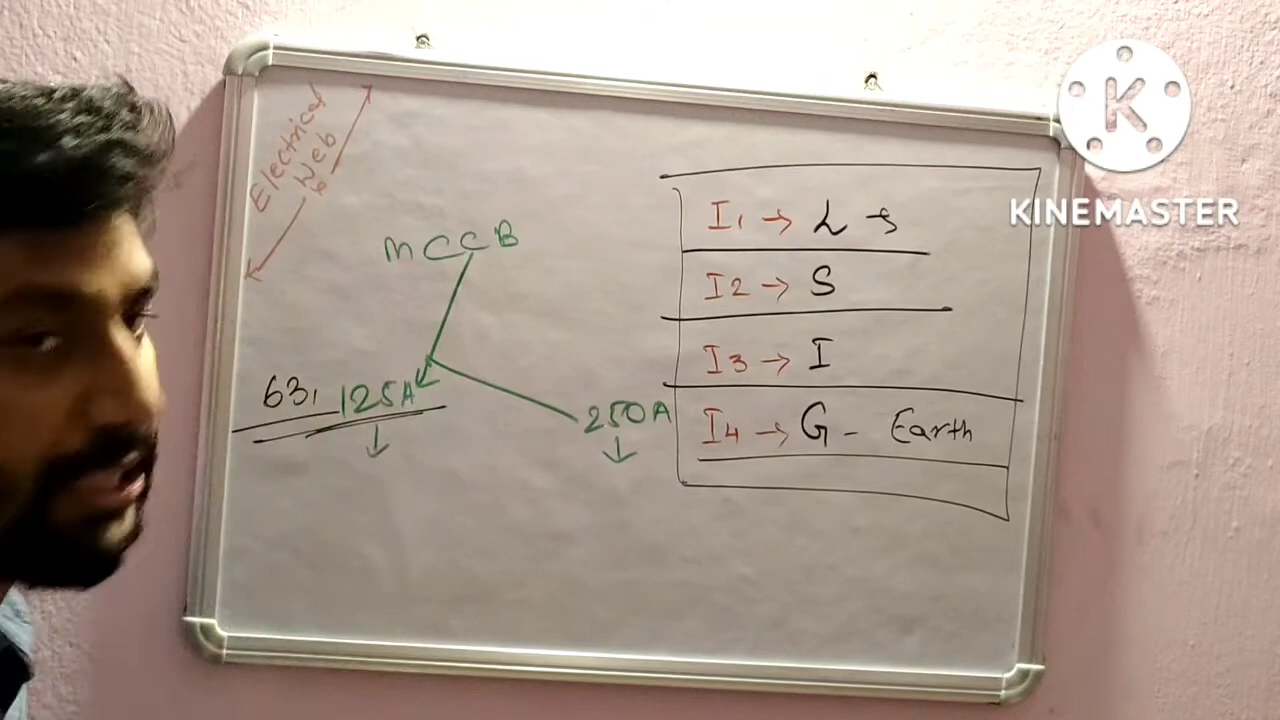 Electrical
Web
MCCB
63, 125A
250A
I1 → L →
I2 → S
I3 → I
I4 → G - Earth
K
KINEMASTER